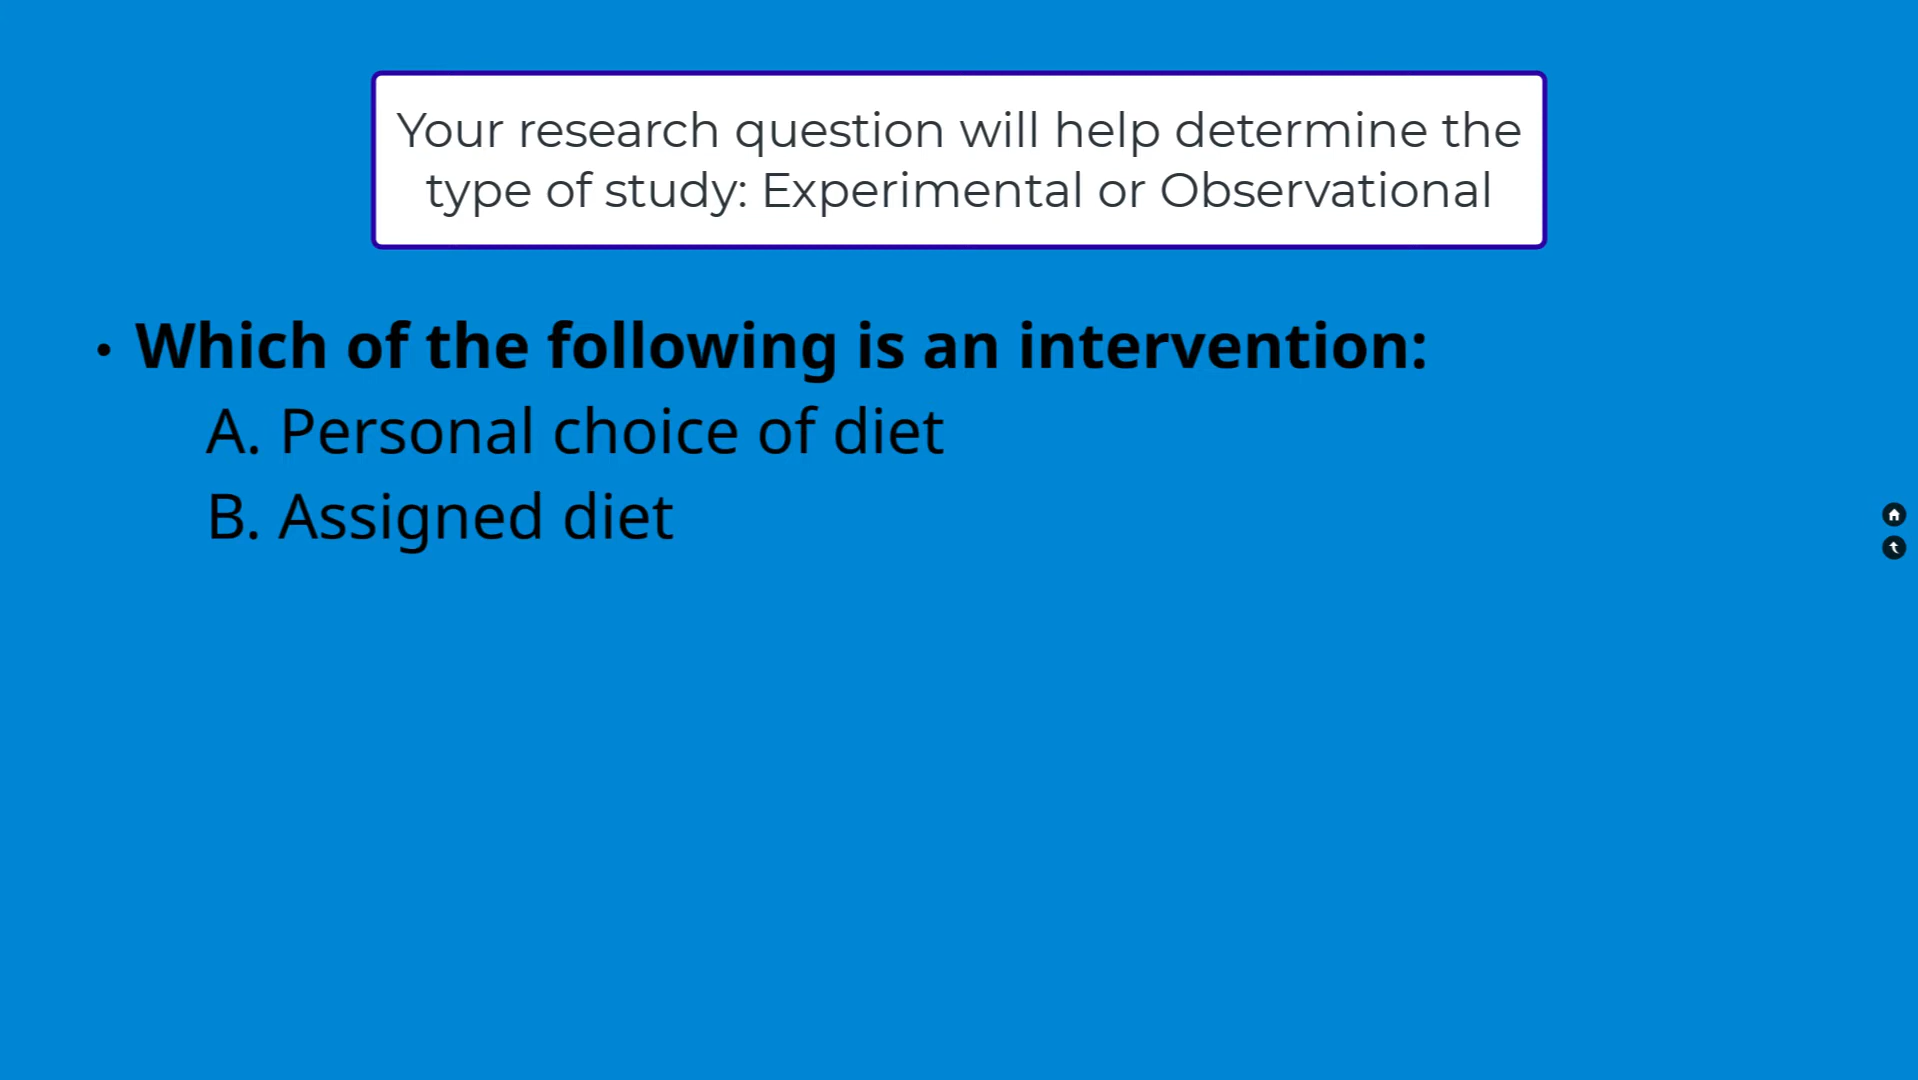 Your research question will help determine the
type of study: Experimental or Observational
• Which of the following is an intervention:
A. Personal choice of diet
B. Assigned diet